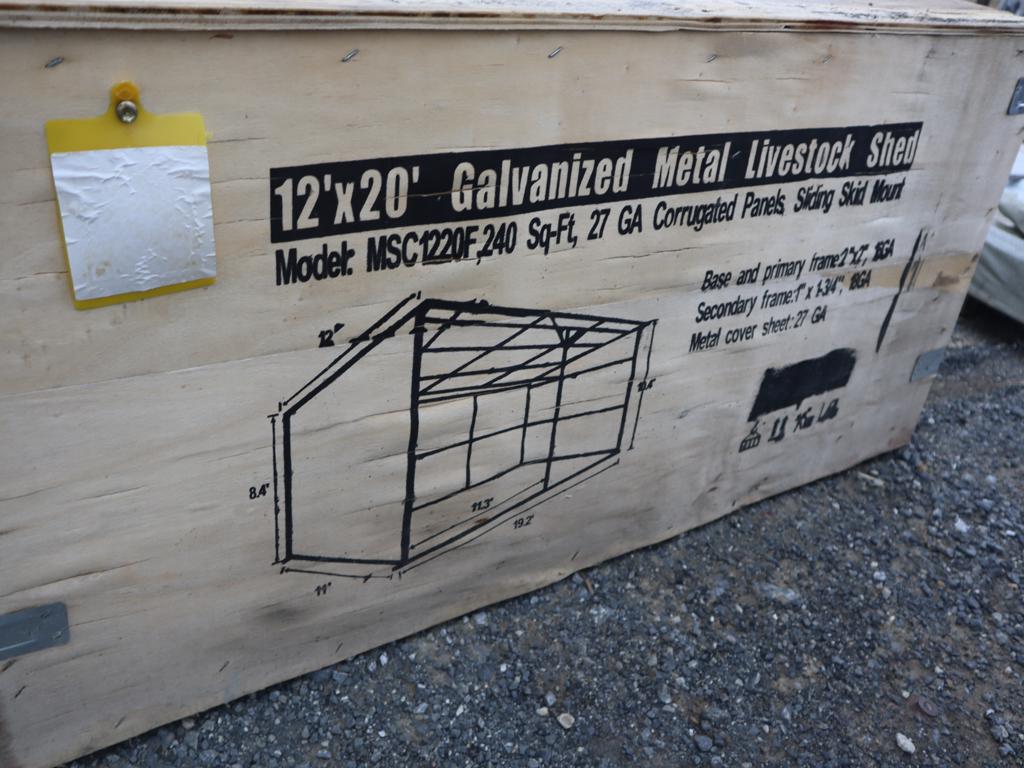 12'x20' Galvanized Metal Livestock Shed
Model: MSC1220F,240 Sq-Ft, 27 GA Corrugated Panels, Sliding Skid Mount
Base and primary frame:2"x2", 16GA
Secondary frame:1" x 1-3/4", 18GA
Metal cover sheet: 27 GA
12"
10.4'
8.4'
11.3'
19.2'
11'